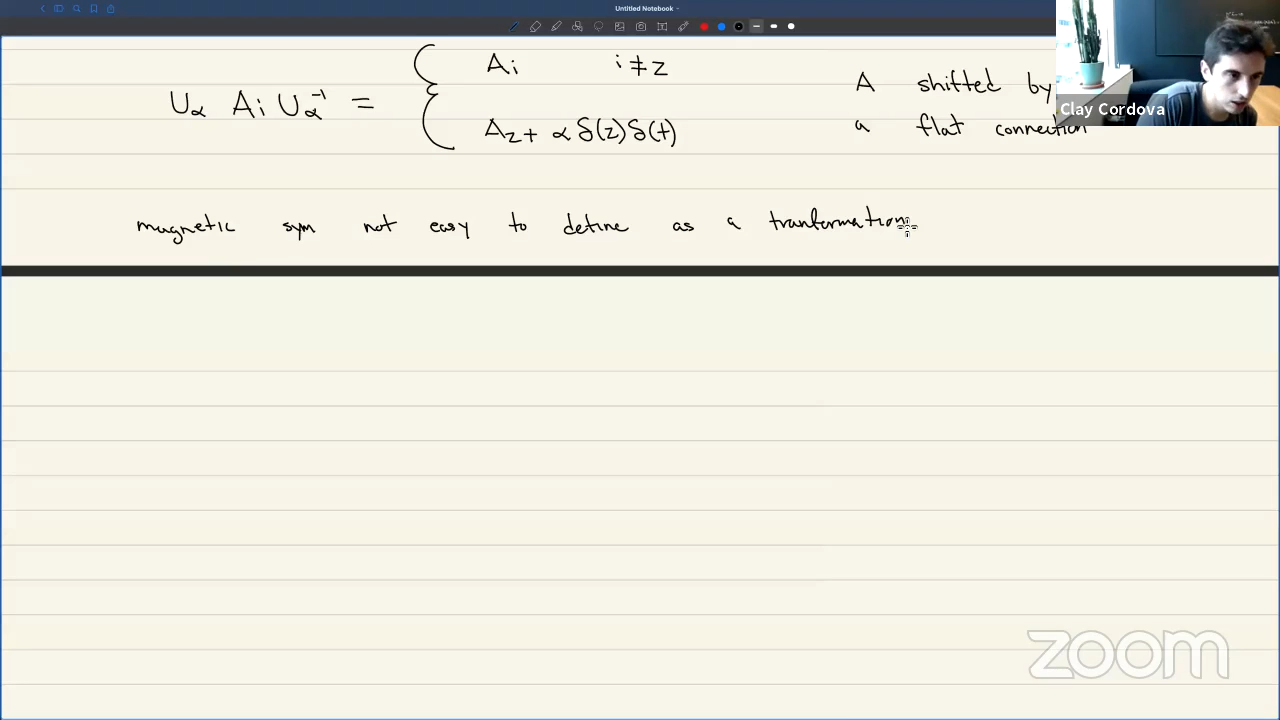 Untitled Notebook
A_i i ≠ z
U_α A_i U_α^{-1} =
A_z + α δ(z) δ(t)
A shifted by
a flat connection
Clay Cordova
magnetic sym not easy to define as a tranformation
zoom